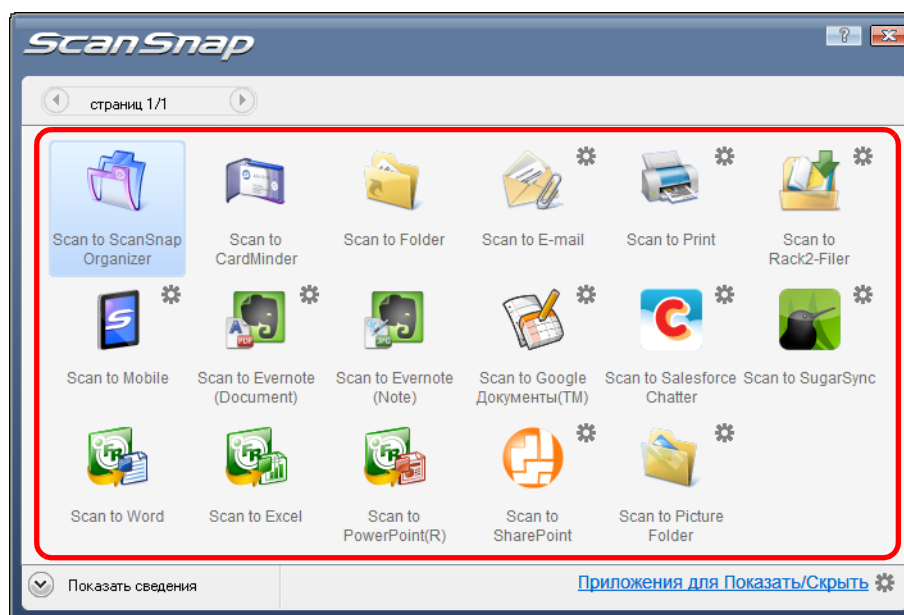 ScanSnap
страниц 1/1
Scan to ScanSnap
Organizer
Scan to
CardMinder
Scan to Folder
Scan to E-mail
Scan to Print
Scan to
Rack2-Filer
Scan to Mobile
Scan to Evernote
(Document)
Scan to Evernote
(Note)
Scan to Google
Документы(TM)
Scan to Salesforce
Chatter
Scan to SugarSync
Scan to Word
Scan to Excel
Scan to
PowerPoint(R)
Scan to
SharePoint
Scan to Picture
Folder
Показать сведения
Приложения для Показать/Скрыть